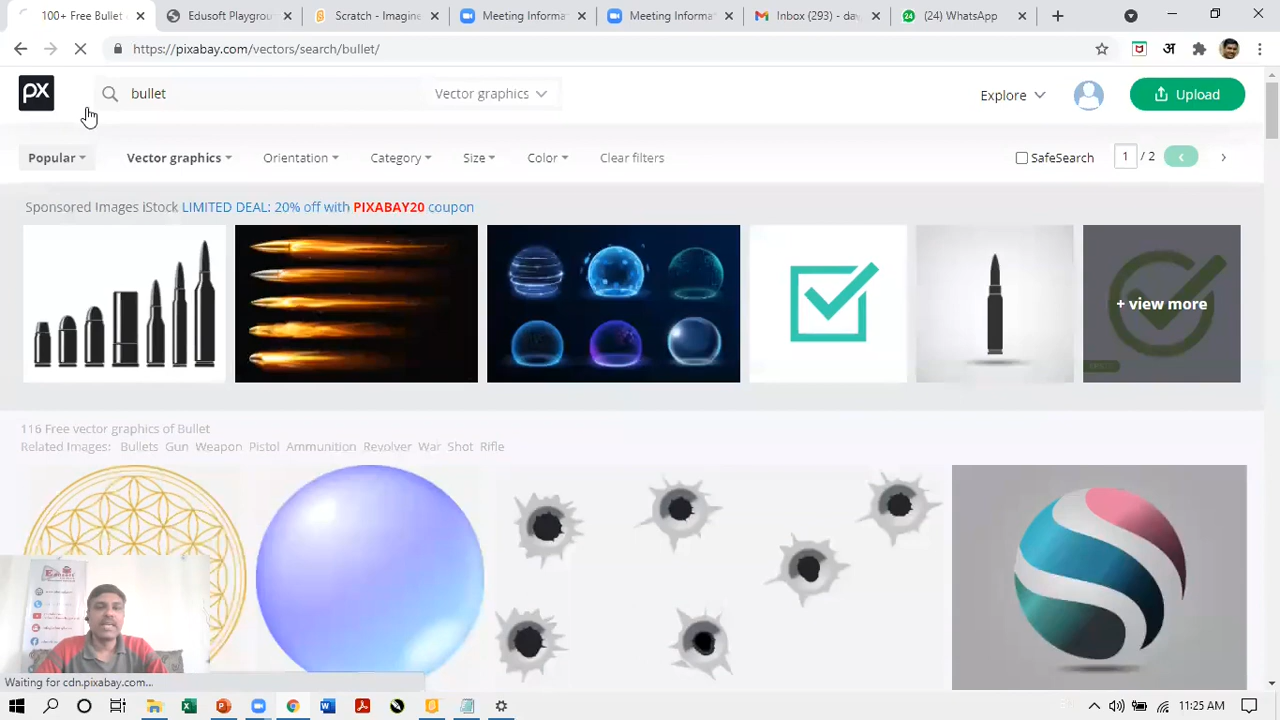 100+ Free Bullet
Edusoft Playgrou
Scratch - Imagine
Meeting Informa
Meeting Informa
Inbox (293) - da
(24) WhatsApp
https://pixabay.com/vectors/search/bullet/
अ
px
bullet
Vector graphics
Explore
Upload
Popular
Vector graphics
Orientation
Category
Size
Color
Clear filters
SafeSearch
1 / 2
Sponsored Images iStock LIMITED DEAL: 20% off with PIXABAY20 coupon
+ view more
116 Free vector graphics of Bullet
Related Images: Bullets Gun Weapon Pistol Ammunition Revolver War Shot Rifle
Waiting for cdn.pixabay.com...
11:25 AM